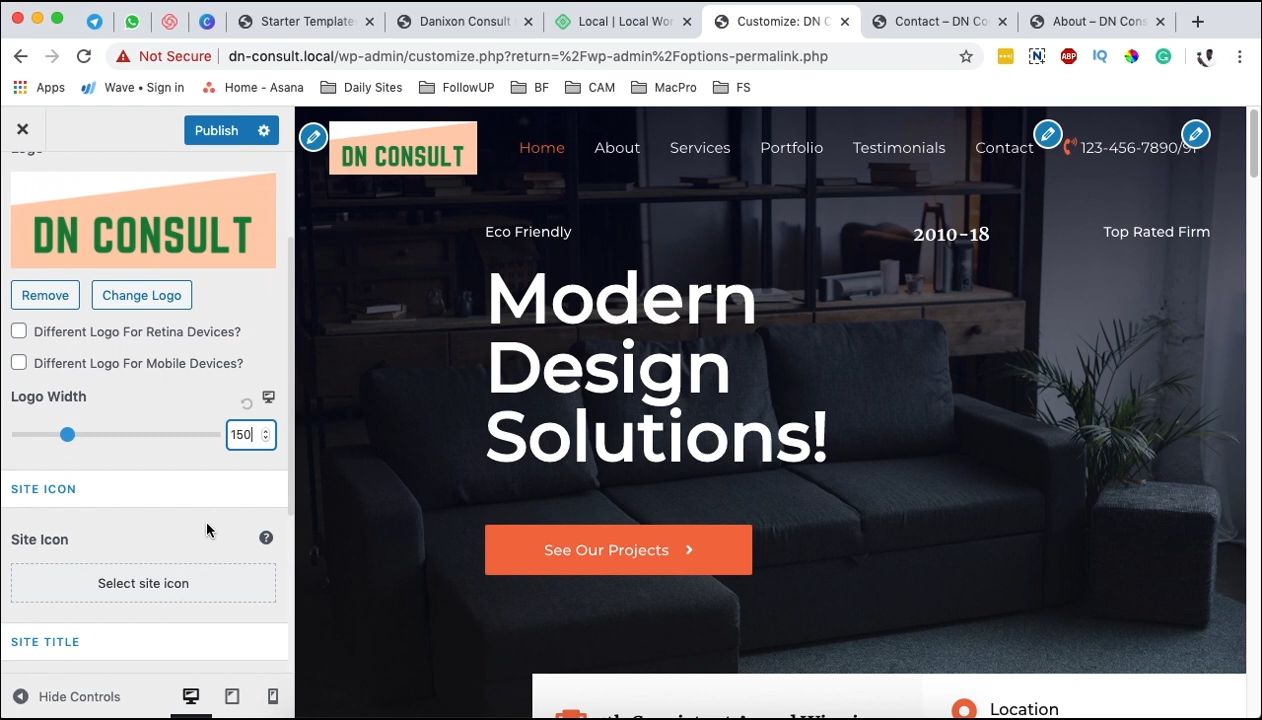 Starter Template
Danixon Consult
Local | Local Wor
Customize: DN C
Contact – DN Co
About – DN Cons
Not Secure
dn-consult.local/wp-admin/customize.php?return=%2Fwp-admin%2Foptions-permalink.php
Apps
Wave • Sign in
Home - Asana
Daily Sites
FollowUP
BF
CAM
MacPro
FS
Publish
DN CONSULT
Remove
Change Logo
Different Logo For Retina Devices?
Different Logo For Mobile Devices?
Logo Width
150
SITE ICON
Site Icon
Select site icon
SITE TITLE
Hide Controls
DN CONSULT
Home
About
Services
Portfolio
Testimonials
Contact
123-456-7890/91
Eco Friendly
2010-18
Top Rated Firm
Modern
Design
Solutions!
See Our Projects
Location